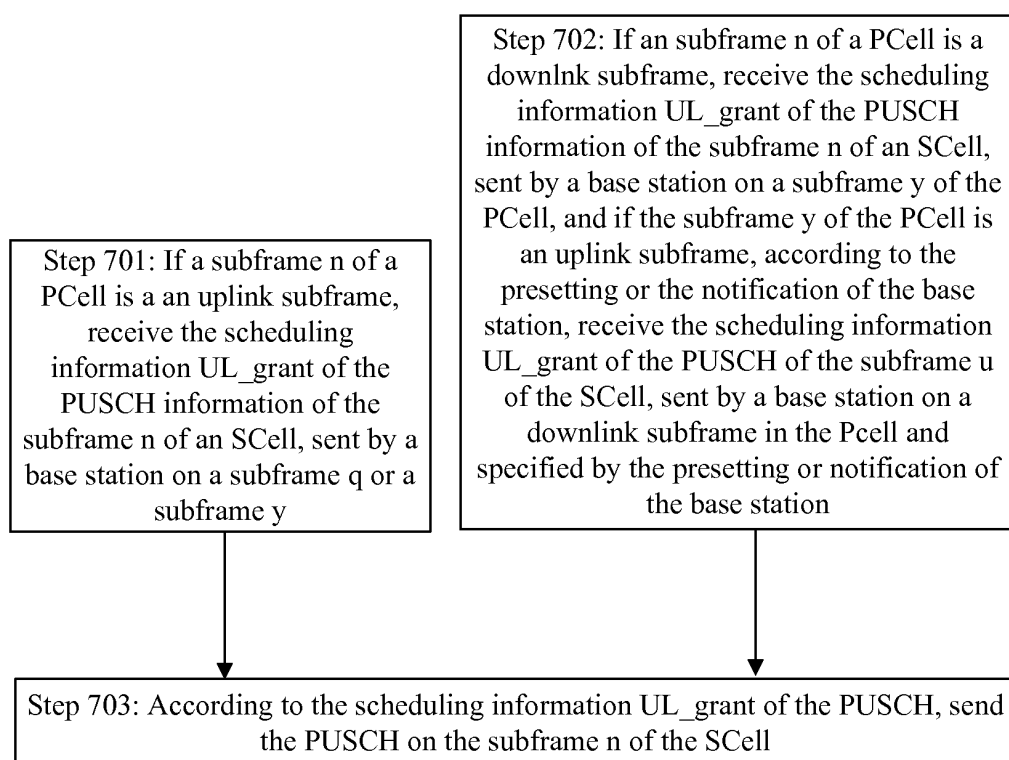 Step 701: If a subframe n of a
PCell is a an uplink subframe,
receive the scheduling
information UL_grant of the
PUSCH information of the
subframe n of an SCell, sent by a
base station on a subframe q or a
subframe y
Step 702: If an subframe n of a PCell is a
downlnk subframe, receive the scheduling
information UL_grant of the PUSCH
information of the subframe n of an SCell,
sent by a base station on a subframe y of the
PCell, and if the subframe y of the PCell is
an uplink subframe, according to the
presetting or the notification of the base
station, receive the scheduling information
UL_grant of the PUSCH of the subframe u
of the SCell, sent by a base station on a
downlink subframe in the Pcell and
specified by the presetting or notification of
the base station
Step 703: According to the scheduling information UL_grant of the PUSCH, send
the PUSCH on the subframe n of the SCell